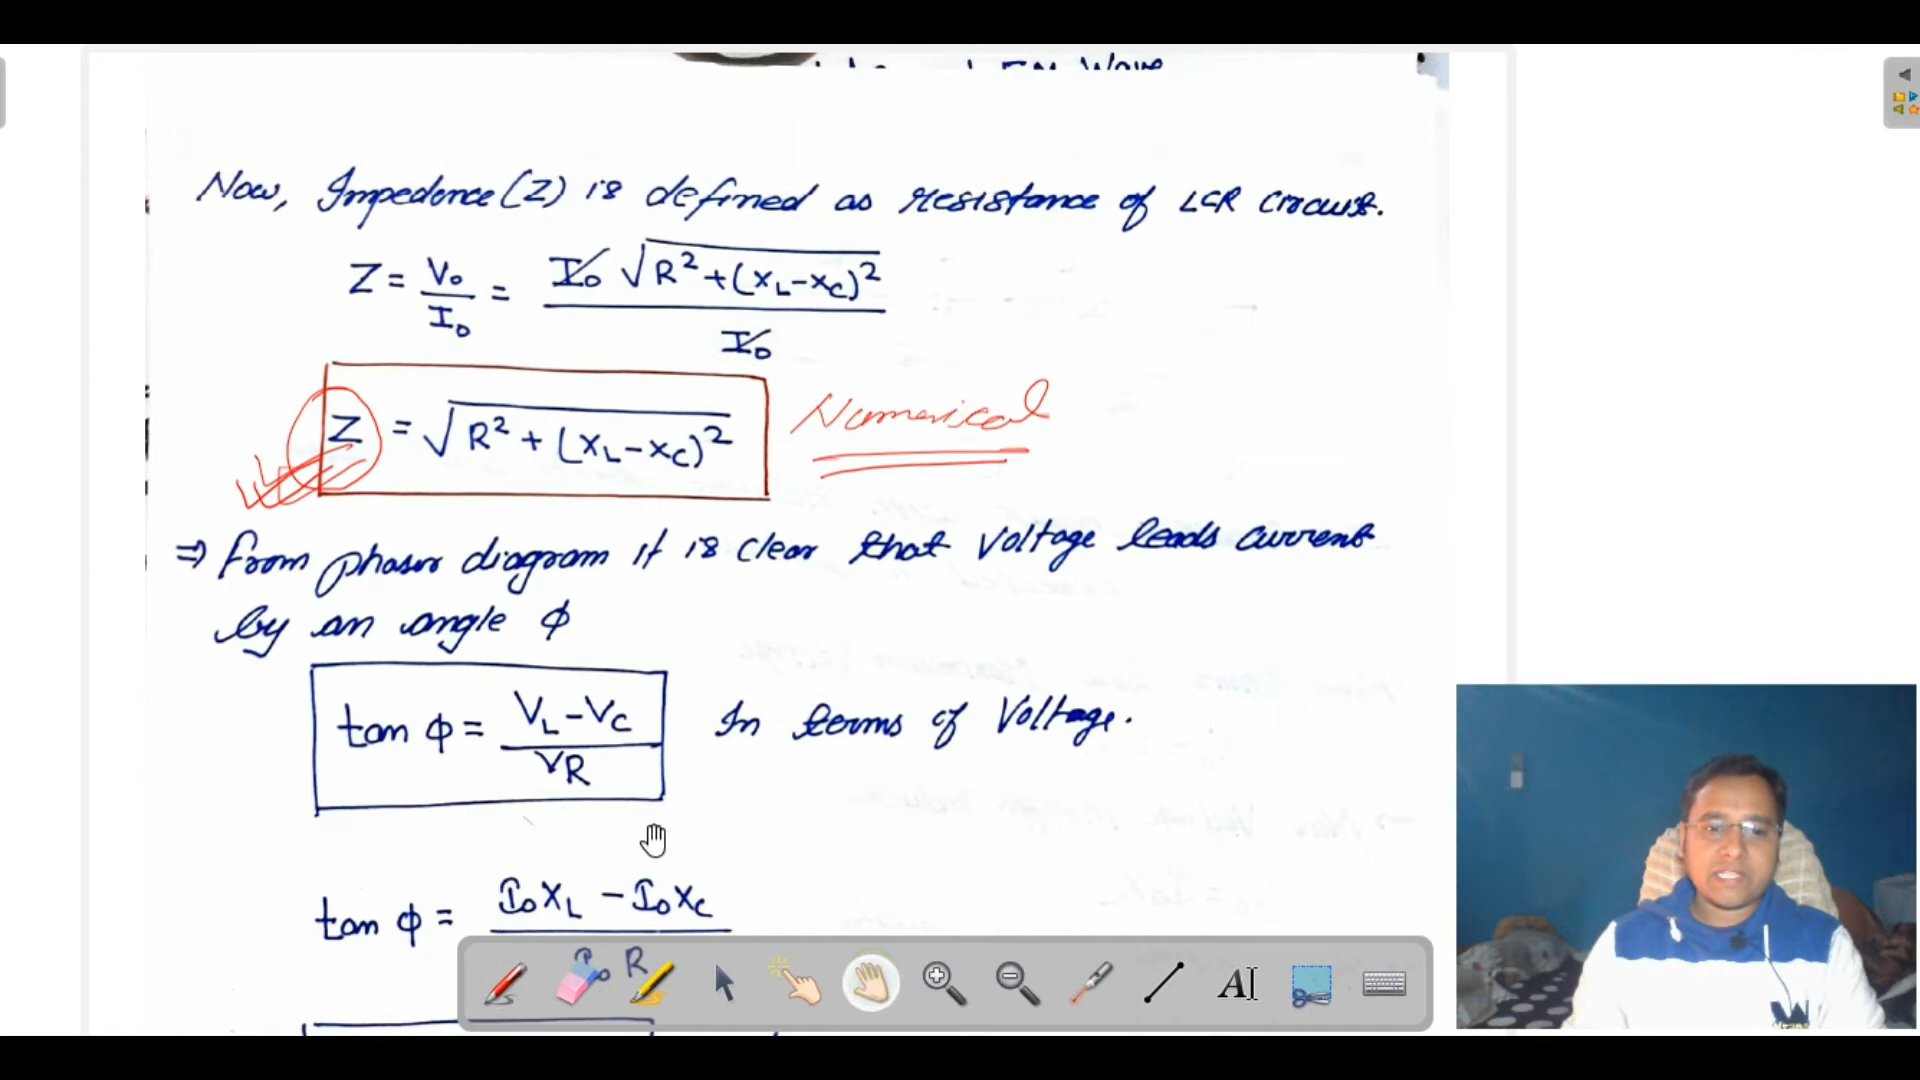 Now, Impedence (Z) is defined as resistance of LCR circuit.
Z = V₀/I₀ = I₀ √R² + (X_L - X_C)² / I₀
Z = √R² + (X_L - X_C)²
Numerical
⇒ From phasor diagram it is clear that Voltage leads current
by an angle ϕ
tan ϕ = V_L - V_C / V_R In terms of Voltage.
tan ϕ = I₀X_L - I₀X_C
R